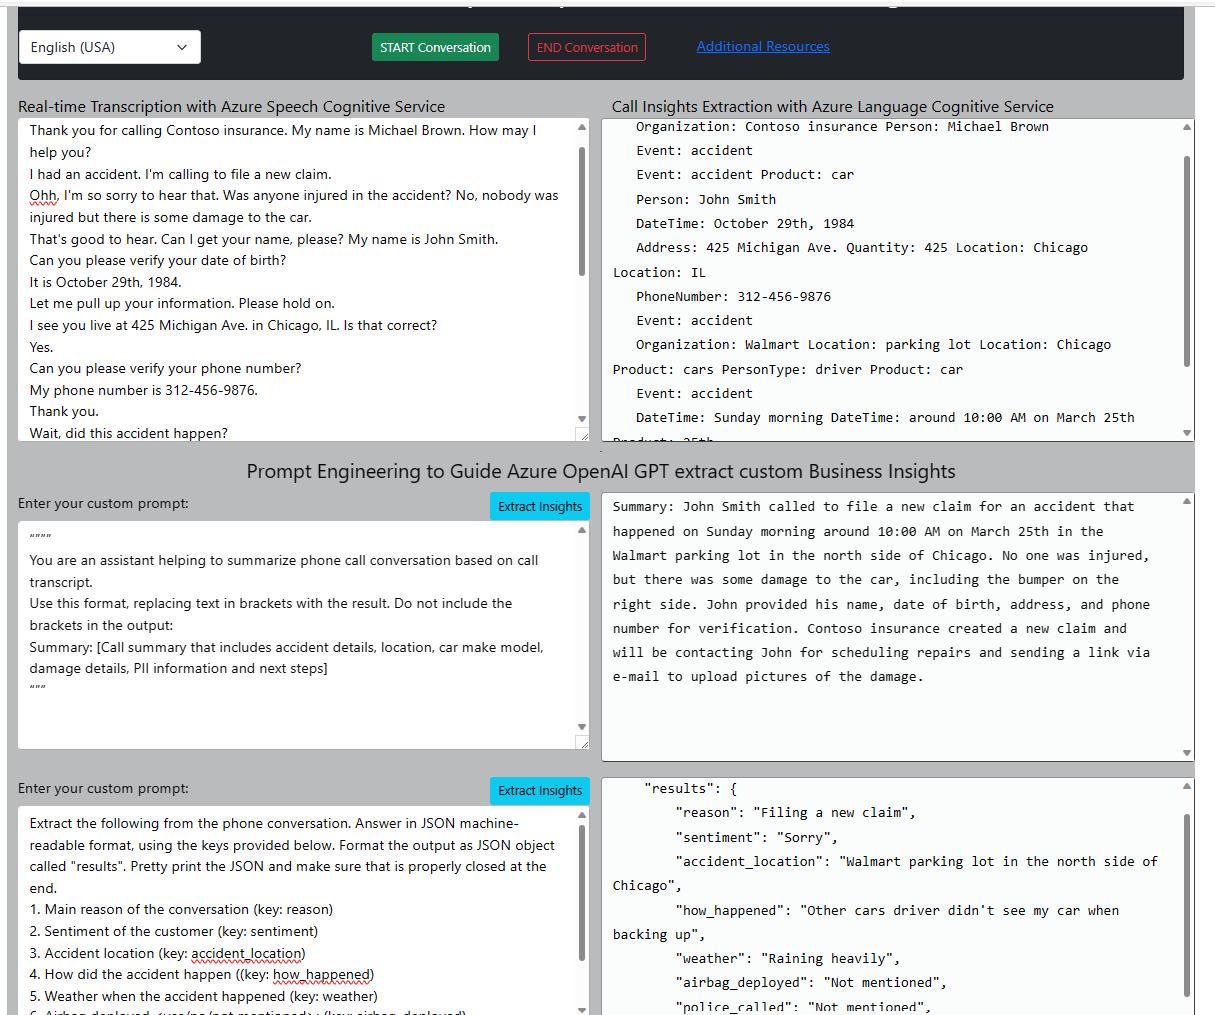 English (USA)
START Conversation
END Conversation
Additional Resources
Real-time Transcription with Azure Speech Cognitive Service
Thank you for calling Contoso insurance. My name is Michael Brown. How may I
help you?
I had an accident. I'm calling to file a new claim.
Ohh, I'm so sorry to hear that. Was anyone injured in the accident? No, nobody was
injured but there is some damage to the car.
That's good to hear. Can I get your name, please? My name is John Smith.
Can you please verify your date of birth?
It is October 29th, 1984.
Let me pull up your information. Please hold on.
I see you live at 425 Michigan Ave. in Chicago, IL. Is that correct?
Yes.
Can you please verify your phone number?
My phone number is 312-456-9876.
Thank you.
Wait, did this accident happen?
Call Insights Extraction with Azure Language Cognitive Service
Organization: Contoso insurance Person: Michael Brown
Event: accident
Event: accident Product: car
Person: John Smith
DateTime: October 29th, 1984
Address: 425 Michigan Ave. Quantity: 425 Location: Chicago
Location: IL
PhoneNumber: 312-456-9876
Event: accident
Organization: Walmart Location: parking lot Location: Chicago
Product: cars PersonType: driver Product: car
Event: accident
DateTime: Sunday morning DateTime: around 10:00 AM on March 25th
Product: 25th
Prompt Engineering to Guide Azure OpenAI GPT extract custom Business Insights
Enter your custom prompt:
Extract Insights
""""
You are an assistant helping to summarize phone call conversation based on call
transcript.
Use this format, replacing text in brackets with the result. Do not include the
brackets in the output:
Summary: [Call summary that includes accident details, location, car make model,
damage details, PII information and next steps]
"""
Summary: John Smith called to file a new claim for an accident that
happened on Sunday morning around 10:00 AM on March 25th in the
Walmart parking lot in the north side of Chicago. No one was injured,
but there was some damage to the car, including the bumper on the
right side. John provided his name, date of birth, address, and phone
number for verification. Contoso insurance created a new claim and
will be contacting John for scheduling repairs and sending a link via
e-mail to upload pictures of the damage.
Enter your custom prompt:
Extract Insights
Extract the following from the phone conversation. Answer in JSON machine-
readable format, using the keys provided below. Format the output as JSON object
called "results". Pretty print the JSON and make sure that is properly closed at the
end.
1. Main reason of the conversation (key: reason)
2. Sentiment of the customer (key: sentiment)
3. Accident location (key: accident_location)
4. How did the accident happen ((key: how_happened)
5. Weather when the accident happened (key: weather)
"results": {
"reason": "Filing a new claim",
"sentiment": "Sorry",
"accident_location": "Walmart parking lot in the north side of
Chicago",
"how_happened": "Other cars driver didn't see my car when
backing up",
"weather": "Raining heavily",
"airbag_deployed": "Not mentioned",
"police_called": "Not mentioned",